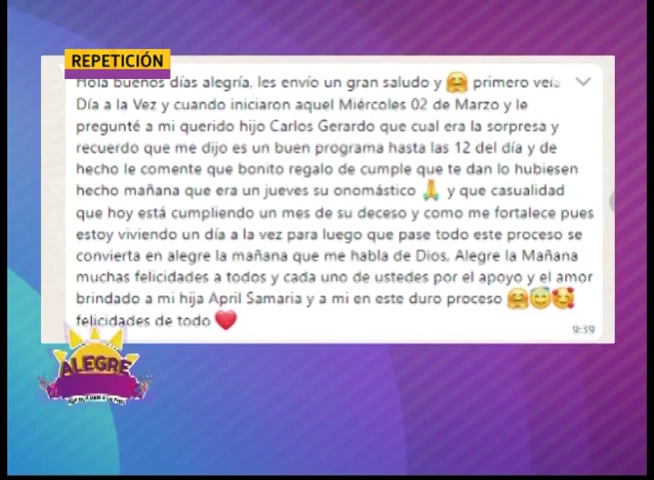 REPETICIÓN
Hola buenos días alegría, les envío un gran saludo y 🤗 primero veía
Día a la Vez y cuando iniciaron aquel Miércoles 02 de Marzo y le
pregunté a mi querido hijo Carlos Gerardo que cual era la sorpresa y
recuerdo que me dijo es un buen programa hasta las 12 del día y de
hecho le comente que bonito regalo de cumple que te dan lo hubiesen
hecho mañana que era un jueves su onomástico 🙏 y que casualidad
que hoy está cumpliendo un mes de su deceso y como me fortalece pues
estoy viviendo un día a la vez para luego que pase todo este proceso se
convierta en alegre la mañana que me habla de Dios, Alegre la Mañana
muchas felicidades a todos y cada uno de ustedes por el apoyo y el amor
brindado a mi hija April Samaria y a mi en este duro proceso 🤗😇🥰
felicidades de todo ❤️
9:39
ALEGRE